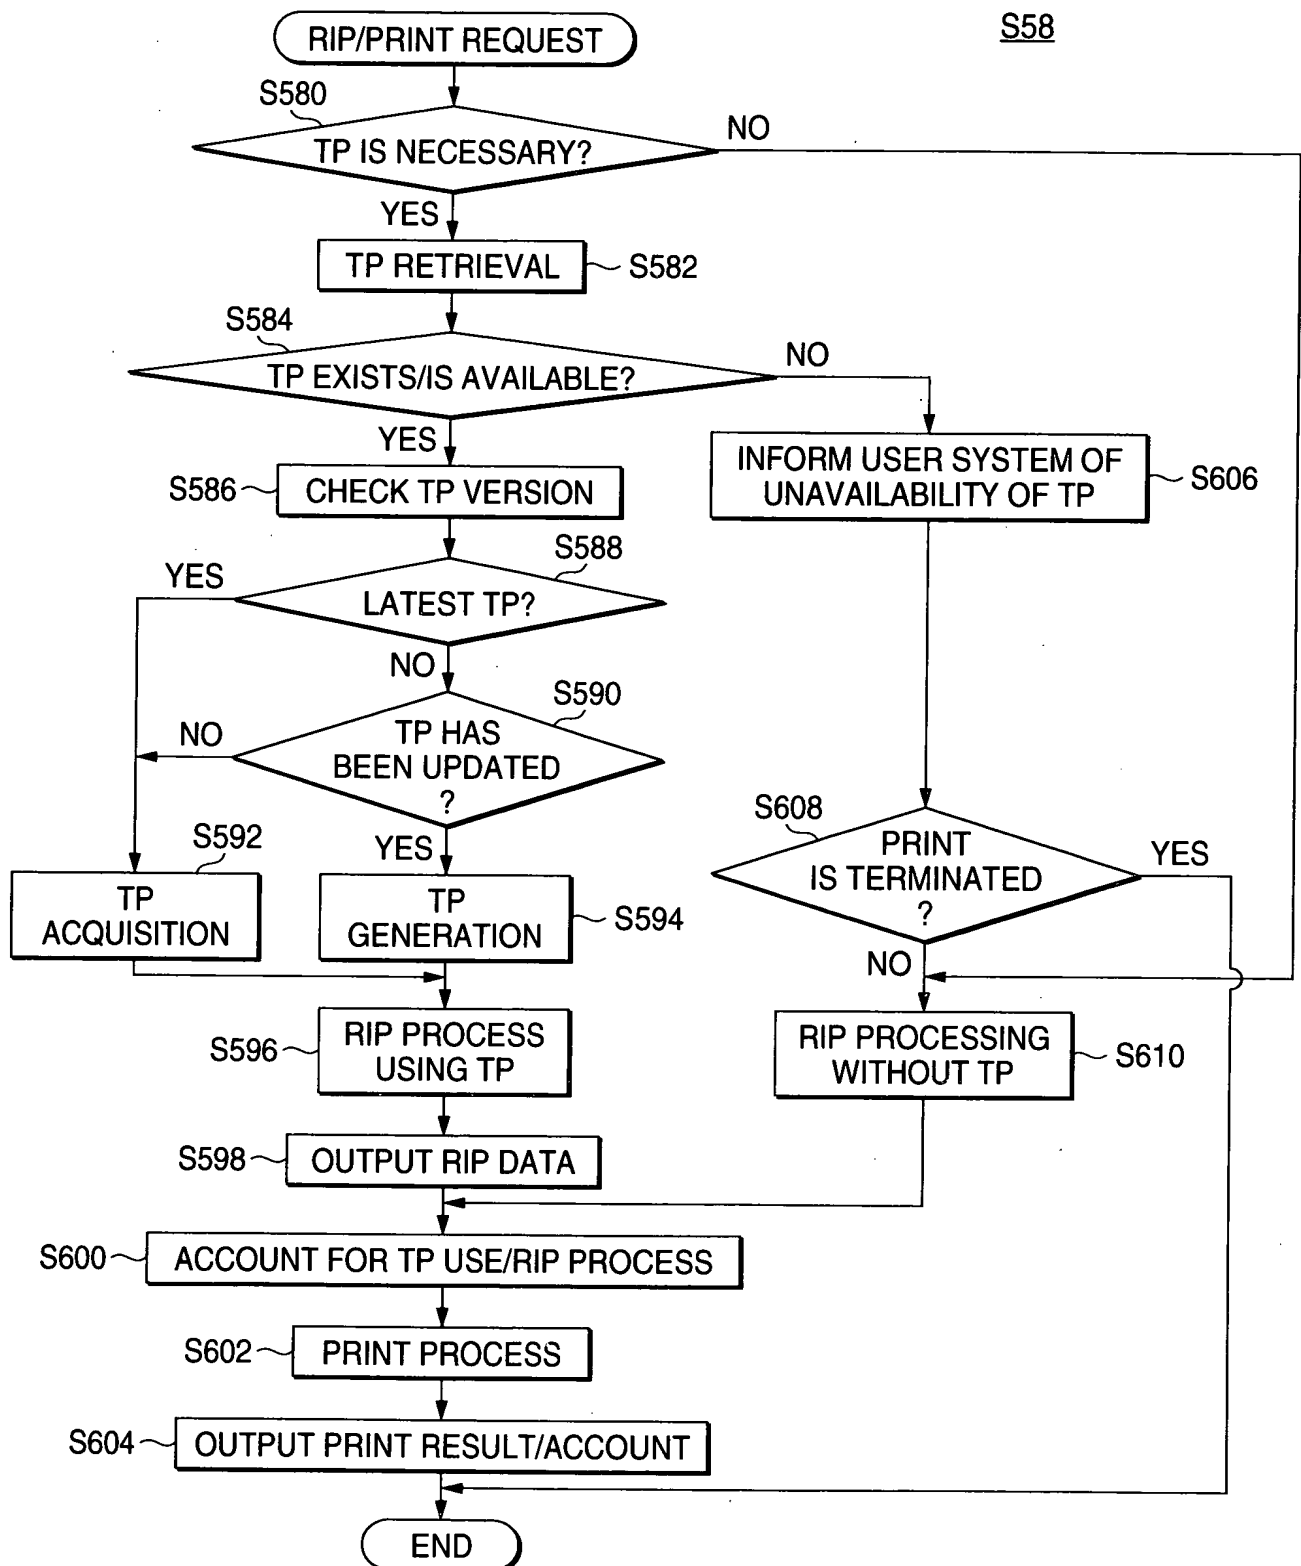 RIP/PRINT REQUEST
S58
S580
TP IS NECESSARY?
NO
YES
TP RETRIEVAL
S582
S584
TP EXISTS/IS AVAILABLE?
NO
YES
S586
CHECK TP VERSION
INFORM USER SYSTEM OF
UNAVAILABILITY OF TP
S606
S588
YES
LATEST TP?
NO
S590
NO
TP HAS
BEEN UPDATED
?
YES
S592
TP
ACQUISITION
TP
GENERATION
S594
S608
PRINT
IS TERMINATED
?
YES
NO
S596
RIP PROCESS
USING TP
RIP PROCESSING
WITHOUT TP
S610
S598
OUTPUT RIP DATA
S600
ACCOUNT FOR TP USE/RIP PROCESS
S602
PRINT PROCESS
S604
OUTPUT PRINT RESULT/ACCOUNT
END